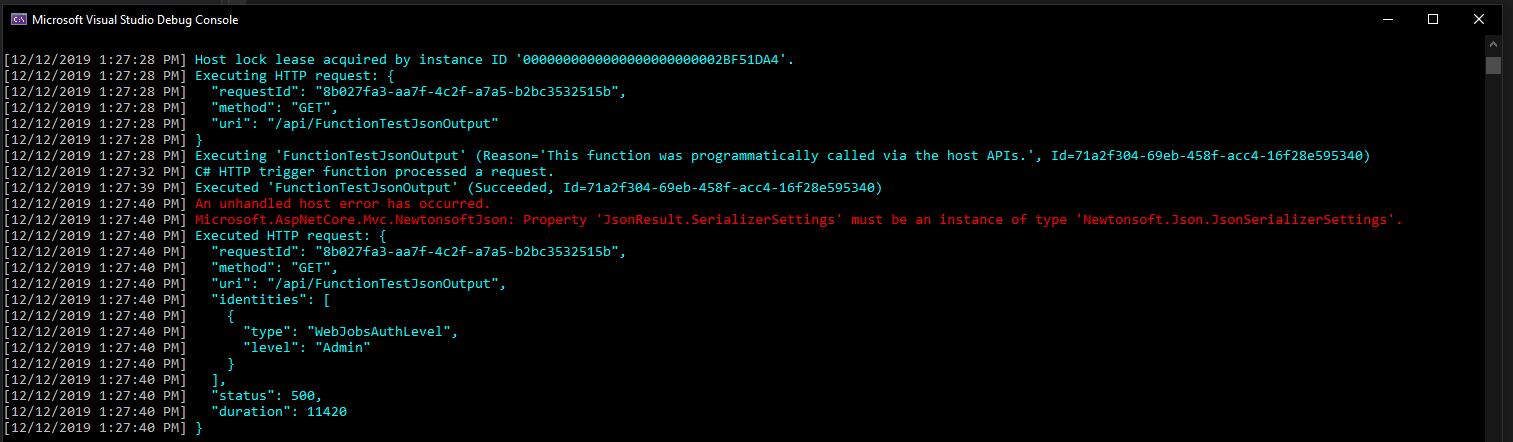 Microsoft Visual Studio Debug Console
[12/12/2019 1:27:28 PM] Host lock lease acquired by instance ID '0000000000000000000000002BF51DA4'.
[12/12/2019 1:27:28 PM] Executing HTTP request: {
[12/12/2019 1:27:28 PM]   "requestId": "8b027fa3-aa7f-4c2f-a7a5-b2bc3532515b",
[12/12/2019 1:27:28 PM]   "method": "GET",
[12/12/2019 1:27:28 PM]   "uri": "/api/FunctionTestJsonOutput"
[12/12/2019 1:27:28 PM] }
[12/12/2019 1:27:28 PM] Executing 'FunctionTestJsonOutput' (Reason='This function was programmatically called via the host APIs.', Id=71a2f304-69eb-458f-acc4-16f28e595340)
[12/12/2019 1:27:32 PM] C# HTTP trigger function processed a request.
[12/12/2019 1:27:39 PM] Executed 'FunctionTestJsonOutput' (Succeeded, Id=71a2f304-69eb-458f-acc4-16f28e595340)
[12/12/2019 1:27:40 PM] An unhandled host error has occurred.
[12/12/2019 1:27:40 PM] Microsoft.AspNetCore.Mvc.NewtonsoftJson: Property 'JsonResult.SerializerSettings' must be an instance of type 'Newtonsoft.Json.JsonSerializerSettings'.
[12/12/2019 1:27:40 PM] Executed HTTP request: {
[12/12/2019 1:27:40 PM]   "requestId": "8b027fa3-aa7f-4c2f-a7a5-b2bc3532515b",
[12/12/2019 1:27:40 PM]   "method": "GET",
[12/12/2019 1:27:40 PM]   "uri": "/api/FunctionTestJsonOutput",
[12/12/2019 1:27:40 PM]   "identities": [
[12/12/2019 1:27:40 PM]     {
[12/12/2019 1:27:40 PM]       "type": "WebJobsAuthLevel",
[12/12/2019 1:27:40 PM]       "level": "Admin"
[12/12/2019 1:27:40 PM]     }
[12/12/2019 1:27:40 PM]   ],
[12/12/2019 1:27:40 PM]   "status": 500,
[12/12/2019 1:27:40 PM]   "duration": 11420
[12/12/2019 1:27:40 PM] }